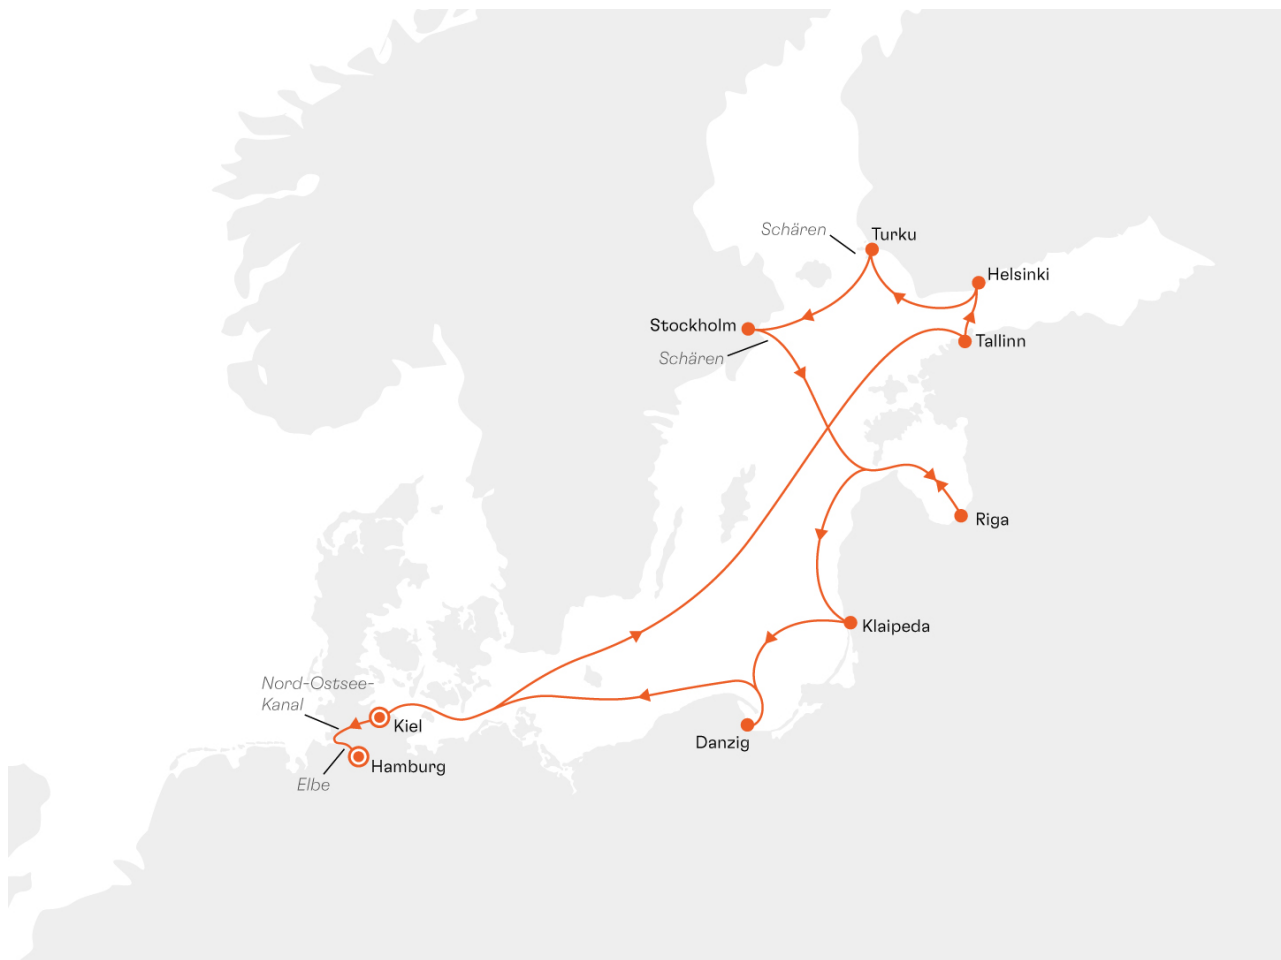 Schären
Turku
Helsinki
Stockholm
Tallinn
Schären
Riga
Klaipeda
Nord-Ostsee-
Kanal
Kiel
Danzig
Hamburg
Elbe